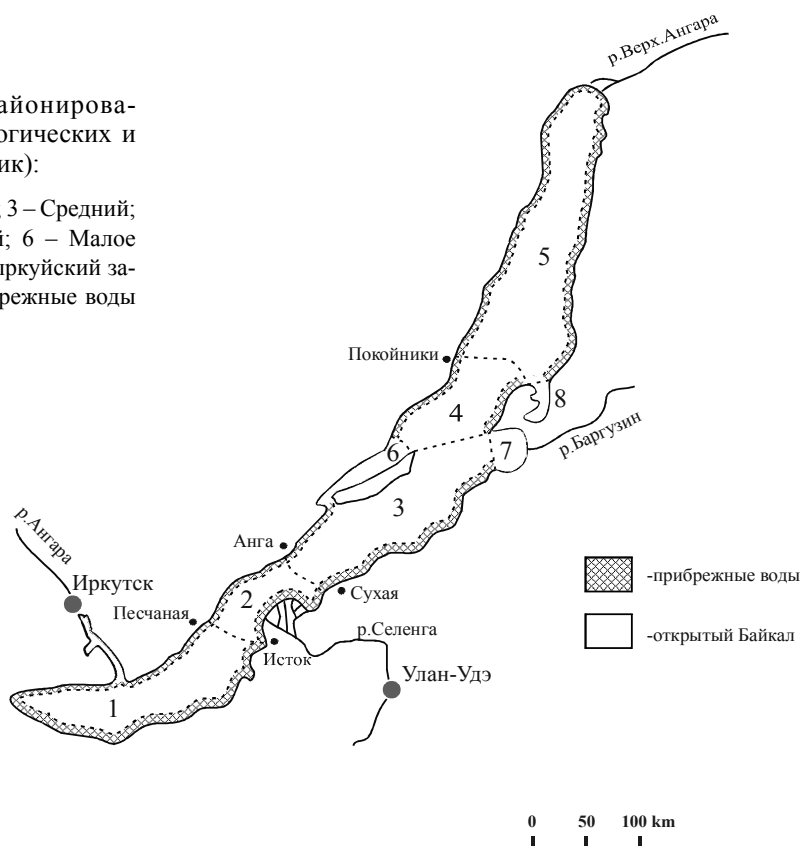 айонирова-
огических и
ик):
3 – Средний;
й; 6 – Малое
ркуйский за-
режные воды
р.Верх.Ангара
5
Покойники
8
4
р.Баргузин
6
7
3
р.Ангара
Анга
Иркутск
-прибрежные воды
Сухая
2
Песчаная
р.Селенга
-открытый Байкал
Исток
Улан-Удэ
1
0 50 100 km